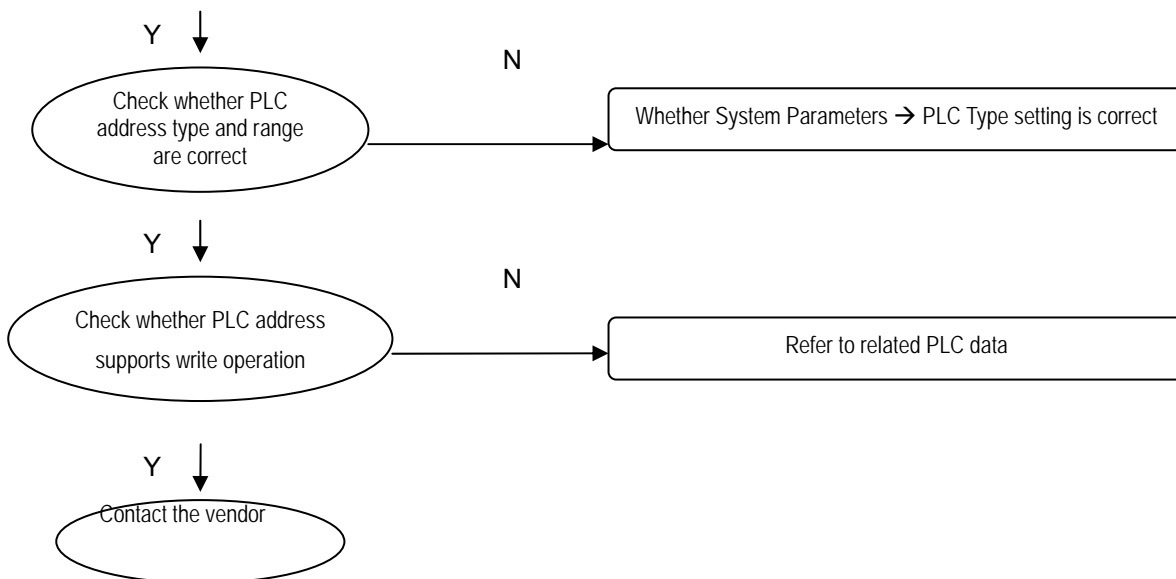 Y
N
Check whether PLC
address type and range
are correct
Whether System Parameters → PLC Type setting is correct
Y
N
Check whether PLC address
supports write operation
Refer to related PLC data
Y
Contact the vendor